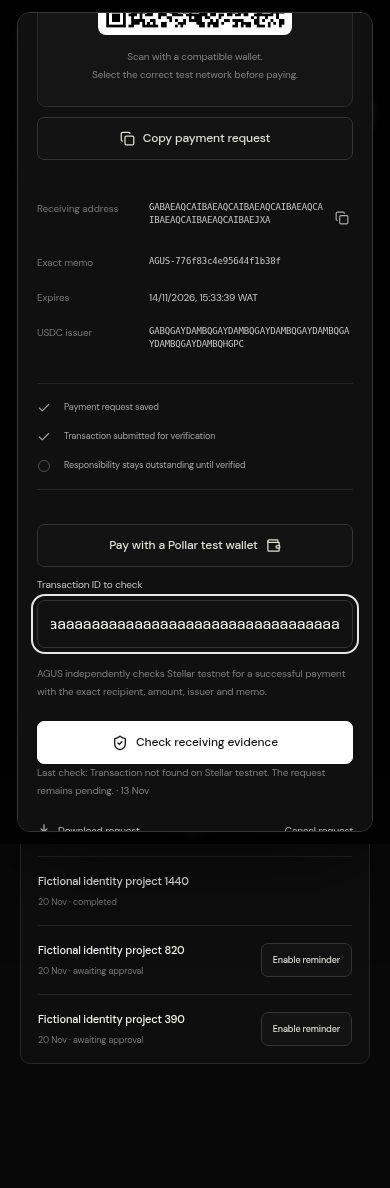 Scan with a compatible wallet.
Select the correct test network before paying.
Copy payment request
Receiving address
GABAEAQCAIBAEAQCAIBAEAQCAIBAEAQCA
IBAEAQCAIBAEAQCAIBAEJXA
Exact memo
AGUS-776f83c4e95644f1b38f
Expires
14/11/2026, 15:33:39 WAT
USDC issuer
GABQGAYDAMBQGAYDAMBQGAYDAMBQGAYDAMBQGA
YDAMBQGAYDAMBQHGPC
Payment request saved
Transaction submitted for verification
Responsibility stays outstanding until verified
Pay with a Pollar test wallet
Transaction ID to check
aaaaaaaaaaaaaaaaaaaaaaaaaaaaaaaaaa
AGUS independently checks Stellar testnet for a successful payment
with the exact recipient, amount, issuer and memo.
Check receiving evidence
Last check: Transaction not found on Stellar testnet. The request
remains pending. · 13 Nov
Download request
Cancel request
Fictional identity project 1440
20 Nov · completed
Fictional identity project 820
20 Nov · awaiting approval
Enable reminder
Fictional identity project 390
20 Nov · awaiting approval
Enable reminder